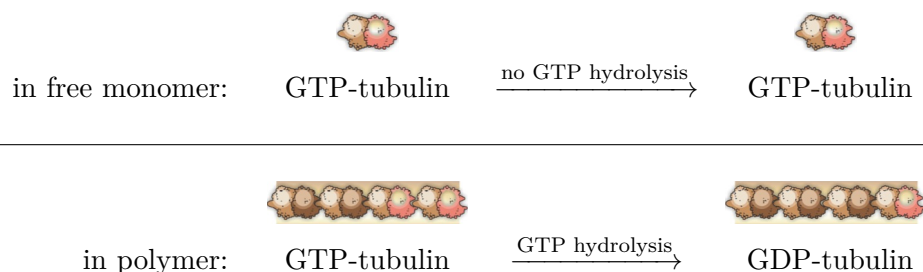 no GTP hydrolysis
in free monomer: GTP-tubulin GTP-tubulin
GTP hydrolysis
in polymer: GTP-tubulin GDP-tubulin